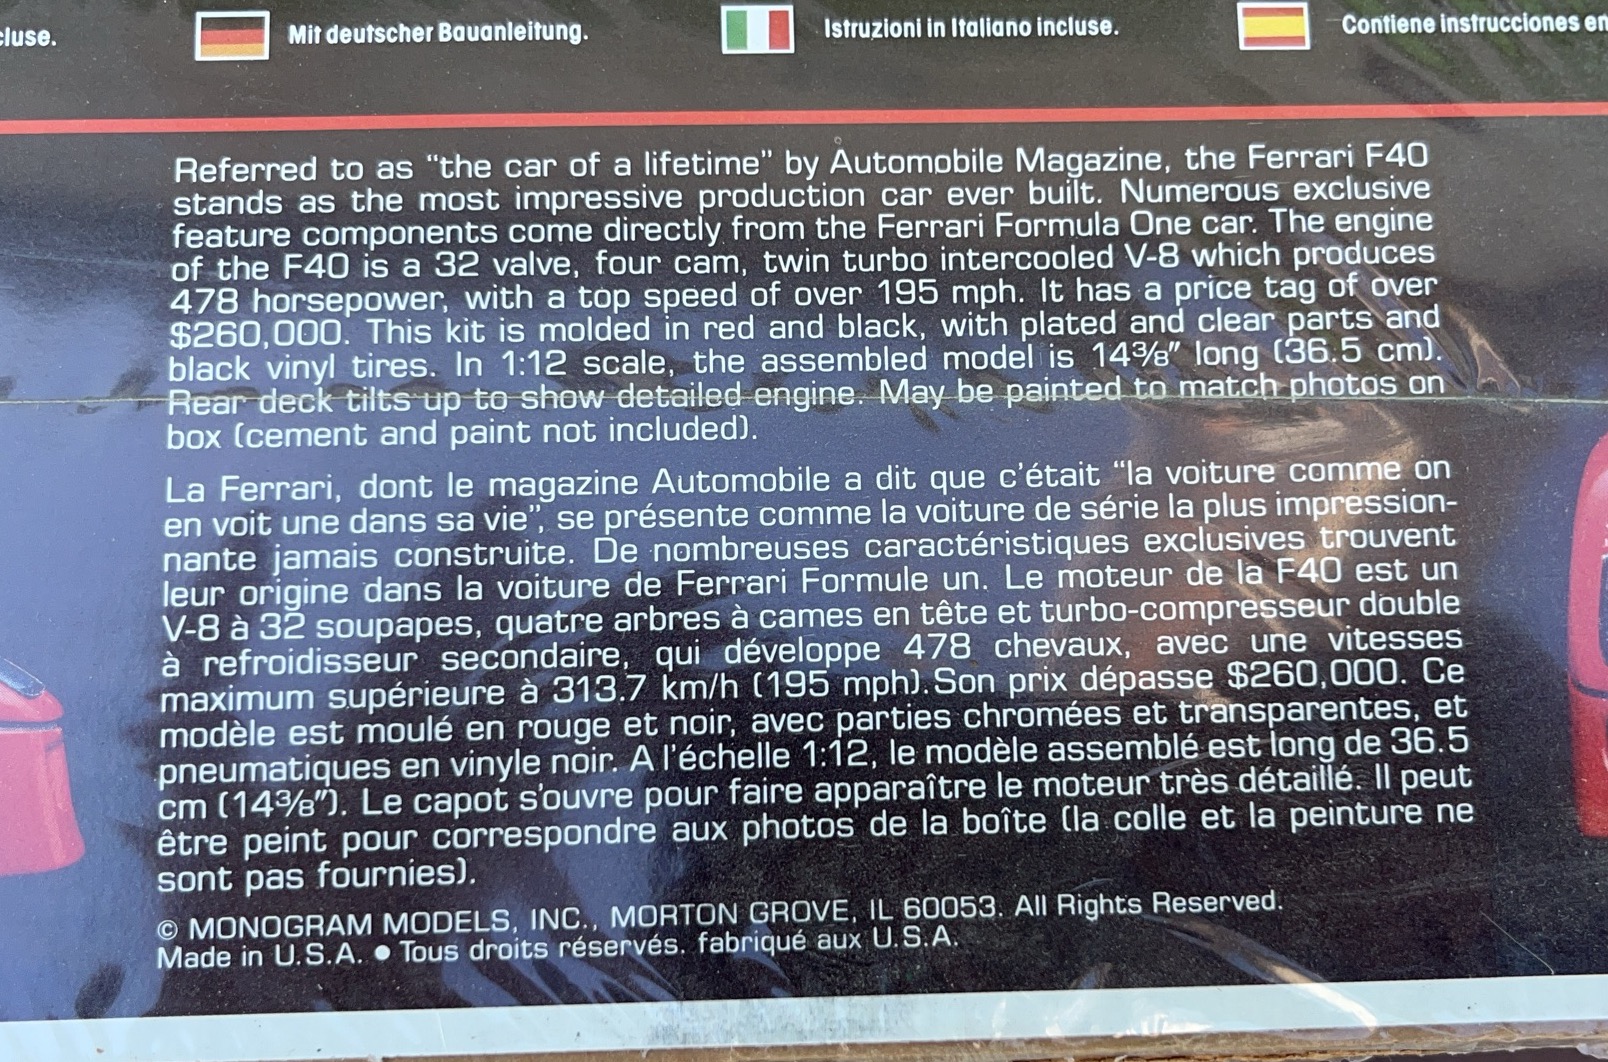 cluse.
Mit deutscher Bauanleitung.
Istruzioni in Italiano incluse.
Contiene instrucciones en
Referred to as “the car of a lifetime” by Automobile Magazine, the Ferrari F40
stands as the most impressive production car ever built. Numerous exclusive
feature components come directly from the Ferrari Formula One car. The engine
of the F40 is a 32 valve, four cam, twin turbo intercooled V-8 which produces
478 horsepower, with a top speed of over 195 mph. It has a price tag of over
$260,000. This kit is molded in red and black, with plated and clear parts and
black vinyl tires. In 1:12 scale, the assembled model is 14⅜″ long (36.5 cm).
Rear deck tilts up to show detailed engine. May be painted to match photos on
box (cement and paint not included).
La Ferrari, dont le magazine Automobile a dit que c’était “la voiture comme on
en voit une dans sa vie”, se présente comme la voiture de série la plus impression-
nante jamais construite. De nombreuses caractéristiques exclusives trouvent
leur origine dans la voiture de Ferrari Formule un. Le moteur de la F40 est un
V-8 à 32 soupapes, quatre arbres à cames en tête et turbo-compresseur double
à refroidisseur secondaire, qui développe 478 chevaux, avec une vitesses
maximum supérieure à 313.7 km/h (195 mph). Son prix dépasse $260,000. Ce
modèle est moulé en rouge et noir, avec parties chromées et transparentes, et
pneumatiques en vinyle noir. A l’échelle 1:12, le modèle assemblé est long de 36.5
cm (14⅜″). Le capot s’ouvre pour faire apparaître le moteur très détaillé. Il peut
être peint pour correspondre aux photos de la boîte (la colle et la peinture ne
sont pas fournies).
© MONOGRAM MODELS, INC., MORTON GROVE, IL 60053. All Rights Reserved.
Made in U.S.A. ● Tous droits réservés. fabriqué aux U.S.A.